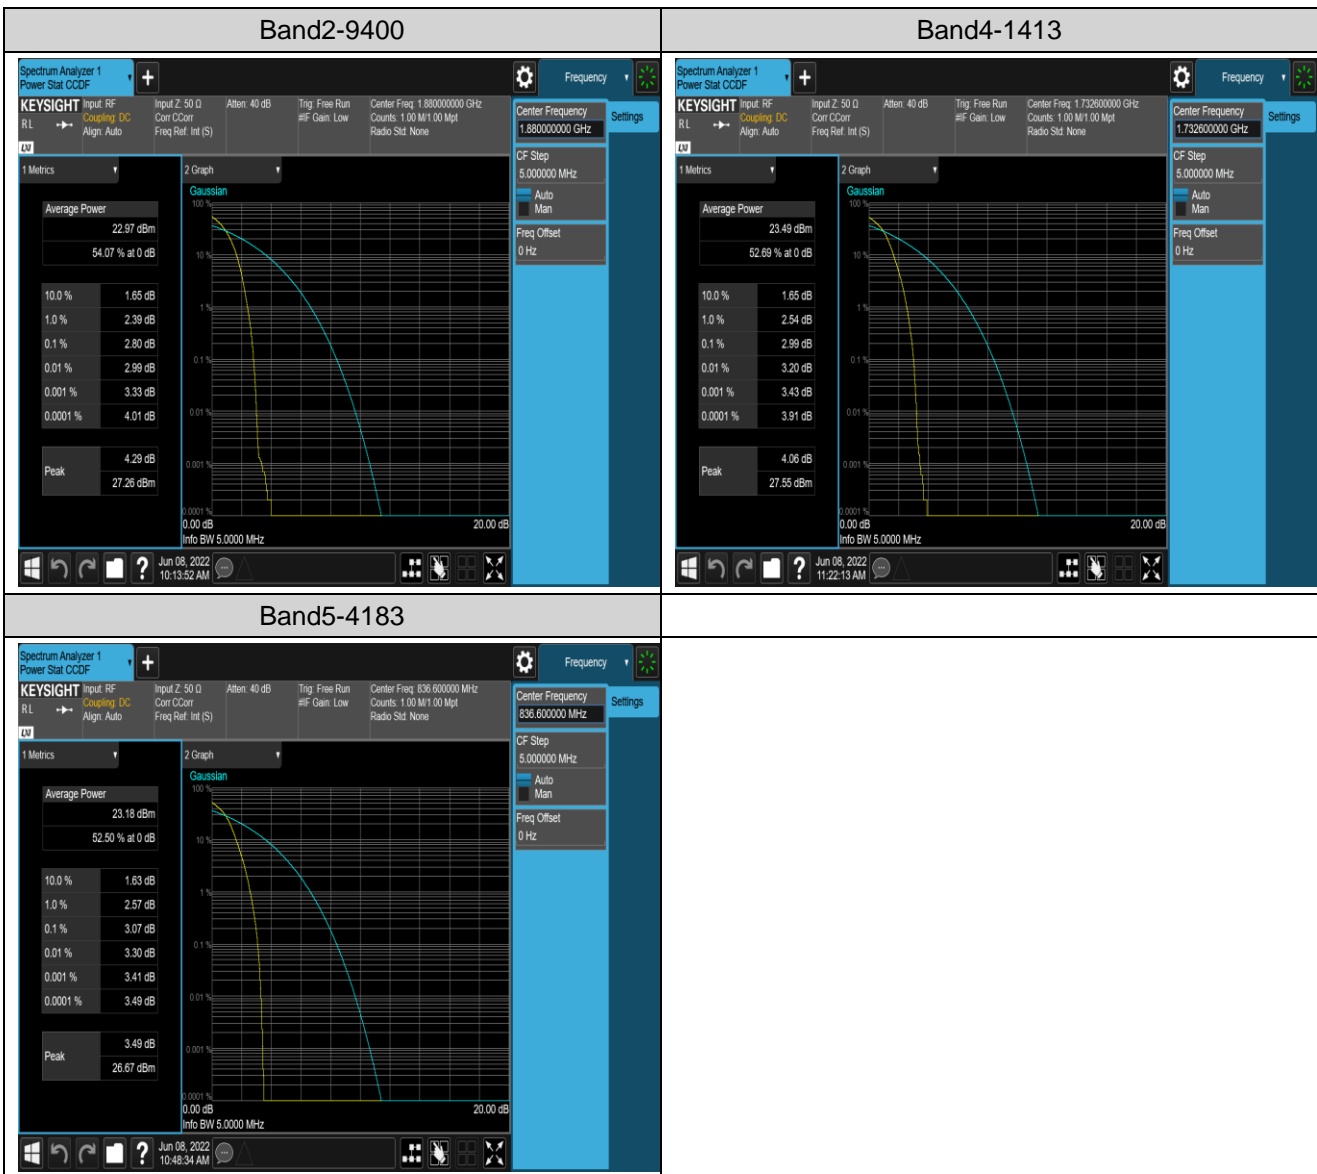 Band2-9400
Band4-1413
Spectrum Analyzer 1
Power Stat CCDF
Frequency
KEYSIGHT
RL
LXI
Input: RF
Coupling: DC
Align: Auto
Input Z: 50 Ω
Corr CCorr
Freq Ref: Int (S)
Atten: 40 dB
Trig: Free Run
#IF Gain: Low
Center Freq: 1.880000000 GHz
Counts: 1.00 M/1.00 Mpt
Radio Std: None
Center Frequency
1.880000000 GHz
Settings
CF Step
5.000000 MHz
Auto
Man
Freq Offset
0 Hz
1 Metrics
2 Graph
Gaussian
Average Power
22.97 dBm
54.07 % at 0 dB
10.0 % 1.65 dB
1.0 % 2.39 dB
0.1 % 2.80 dB
0.01 % 2.99 dB
0.001 % 3.33 dB
0.0001 % 4.01 dB
Peak
4.29 dB
27.26 dBm
100 %
10 %
1 %
0.1 %
0.01 %
0.001 %
0.0001 %
0.00 dB
20.00 dB
Info BW 5.0000 MHz
Jun 08, 2022
10:13:52 AM
Spectrum Analyzer 1
Power Stat CCDF
Frequency
KEYSIGHT
RL
LXI
Input: RF
Coupling: DC
Align: Auto
Input Z: 50 Ω
Corr CCorr
Freq Ref: Int (S)
Atten: 40 dB
Trig: Free Run
#IF Gain: Low
Center Freq: 1.732600000 GHz
Counts: 1.00 M/1.00 Mpt
Radio Std: None
Center Frequency
1.732600000 GHz
Settings
CF Step
5.000000 MHz
Auto
Man
Freq Offset
0 Hz
1 Metrics
2 Graph
Gaussian
Average Power
23.49 dBm
52.69 % at 0 dB
10.0 % 1.65 dB
1.0 % 2.54 dB
0.1 % 2.99 dB
0.01 % 3.20 dB
0.001 % 3.43 dB
0.0001 % 3.91 dB
Peak
4.06 dB
27.55 dBm
100 %
10 %
1 %
0.1 %
0.01 %
0.001 %
0.0001 %
0.00 dB
20.00 dB
Info BW 5.0000 MHz
Jun 08, 2022
11:22:13 AM
Band5-4183
Spectrum Analyzer 1
Power Stat CCDF
Frequency
KEYSIGHT
RL
LXI
Input: RF
Coupling: DC
Align: Auto
Input Z: 50 Ω
Corr CCorr
Freq Ref: Int (S)
Atten: 40 dB
Trig: Free Run
#IF Gain: Low
Center Freq: 836.600000 MHz
Counts: 1.00 M/1.00 Mpt
Radio Std: None
Center Frequency
836.600000 MHz
Settings
CF Step
5.000000 MHz
Auto
Man
Freq Offset
0 Hz
1 Metrics
2 Graph
Gaussian
Average Power
23.18 dBm
52.50 % at 0 dB
10.0 % 1.63 dB
1.0 % 2.57 dB
0.1 % 3.07 dB
0.01 % 3.30 dB
0.001 % 3.41 dB
0.0001 % 3.49 dB
Peak
3.49 dB
26.67 dBm
100 %
10 %
1 %
0.1 %
0.01 %
0.001 %
0.0001 %
0.00 dB
20.00 dB
Info BW 5.0000 MHz
Jun 08, 2022
10:48:34 AM